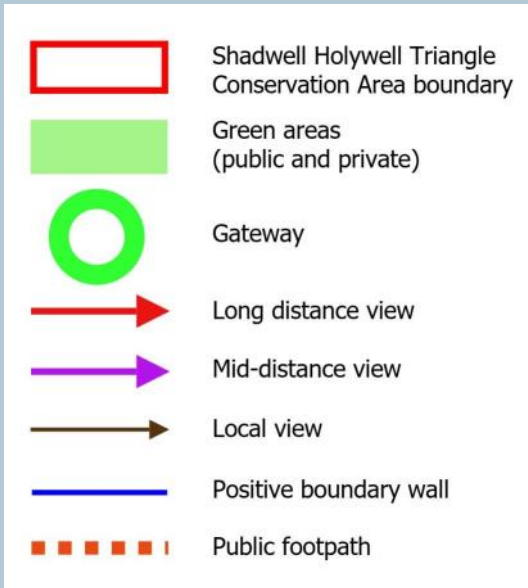 Shadwell Holywell Triangle
Conservation Area boundary
Green areas
(public and private)
Gateway
Long distance view
Mid-distance view
Local view
Positive boundary wall
Public footpath